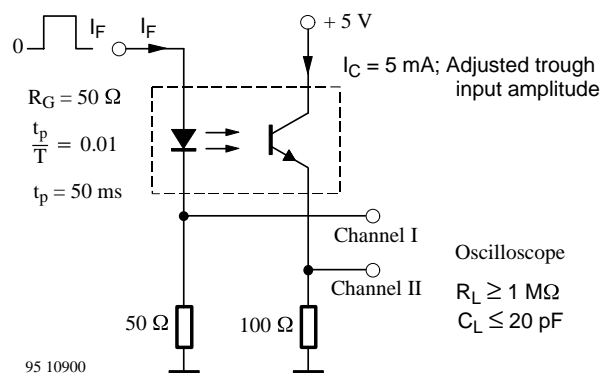 0
I_F
I_F
+ 5 V
I_C = 5 mA; Adjusted trough
input amplitude
R_G = 50 Ω
t_p
T
= 0.01
t_p = 50 ms
Channel I
Channel II
Oscilloscope
R_L ≥ 1 MΩ
C_L ≤ 20 pF
50 Ω
100 Ω
95 10900